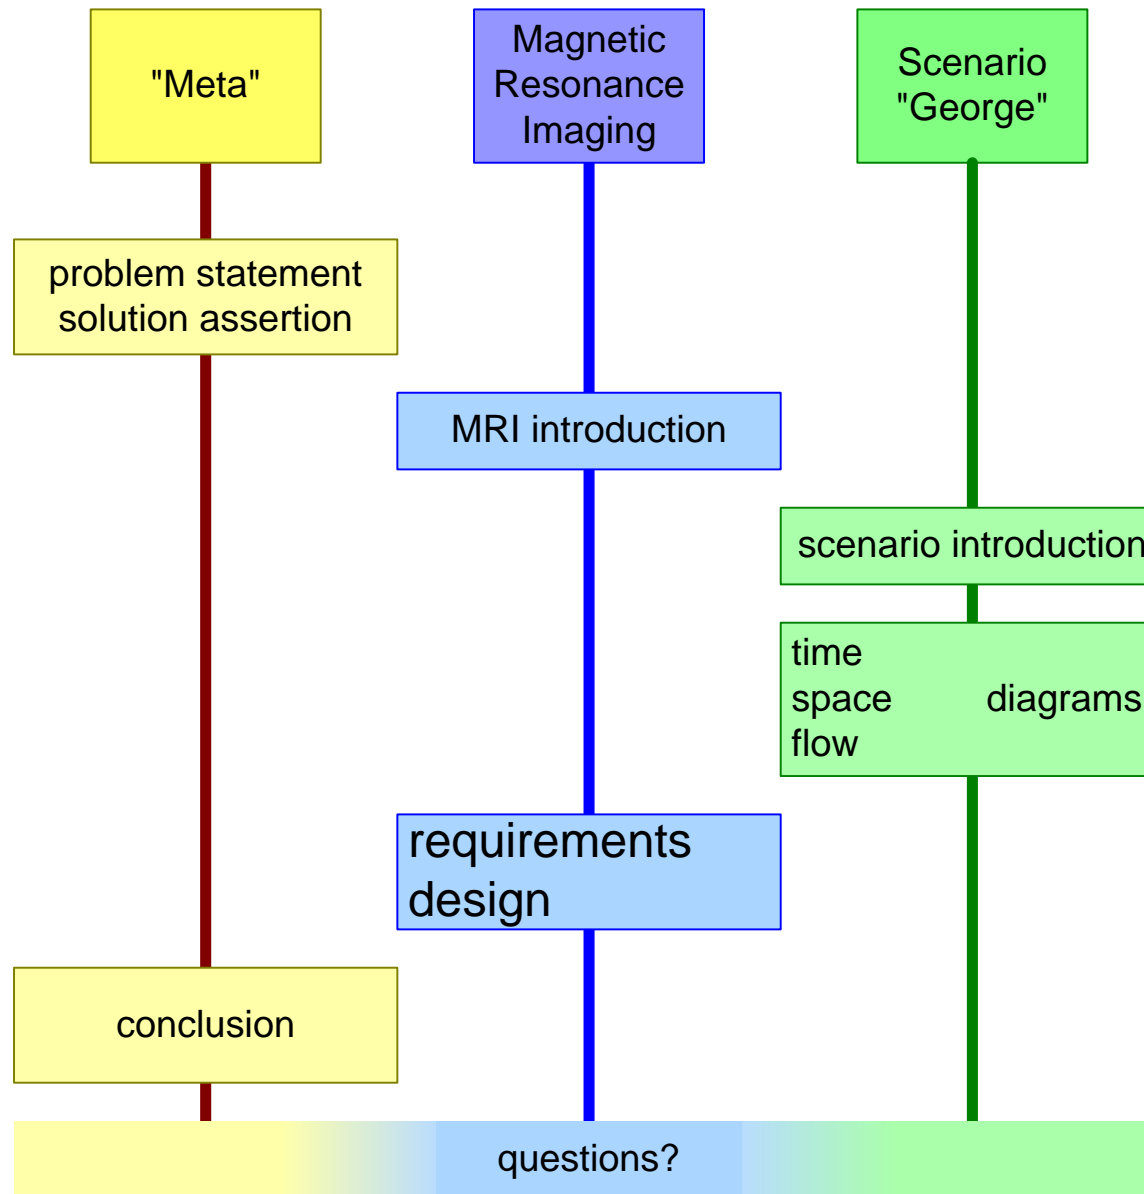 "Meta"
Magnetic
Resonance
Imaging
Scenario
"George"
problem statement
solution assertion
MRI introduction
scenario introduction
time
space diagrams
flow
requirements
design
conclusion
questions?